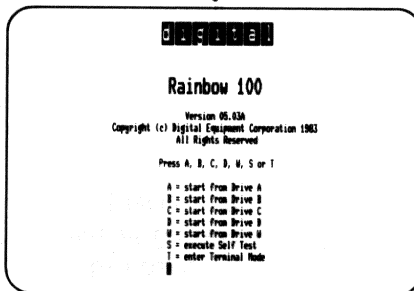 digital
Rainbow 100
Version 05.03A
Copyright (c) Digital Equipment Corporation 1983
All Rights Reserved
Press A, B, C, D, W, S or T
A = start from Drive A
B = start from Drive B
C = start from Drive C
D = start from Drive D
W = start from Drive W
S = execute Self Test
T = enter Terminal Mode